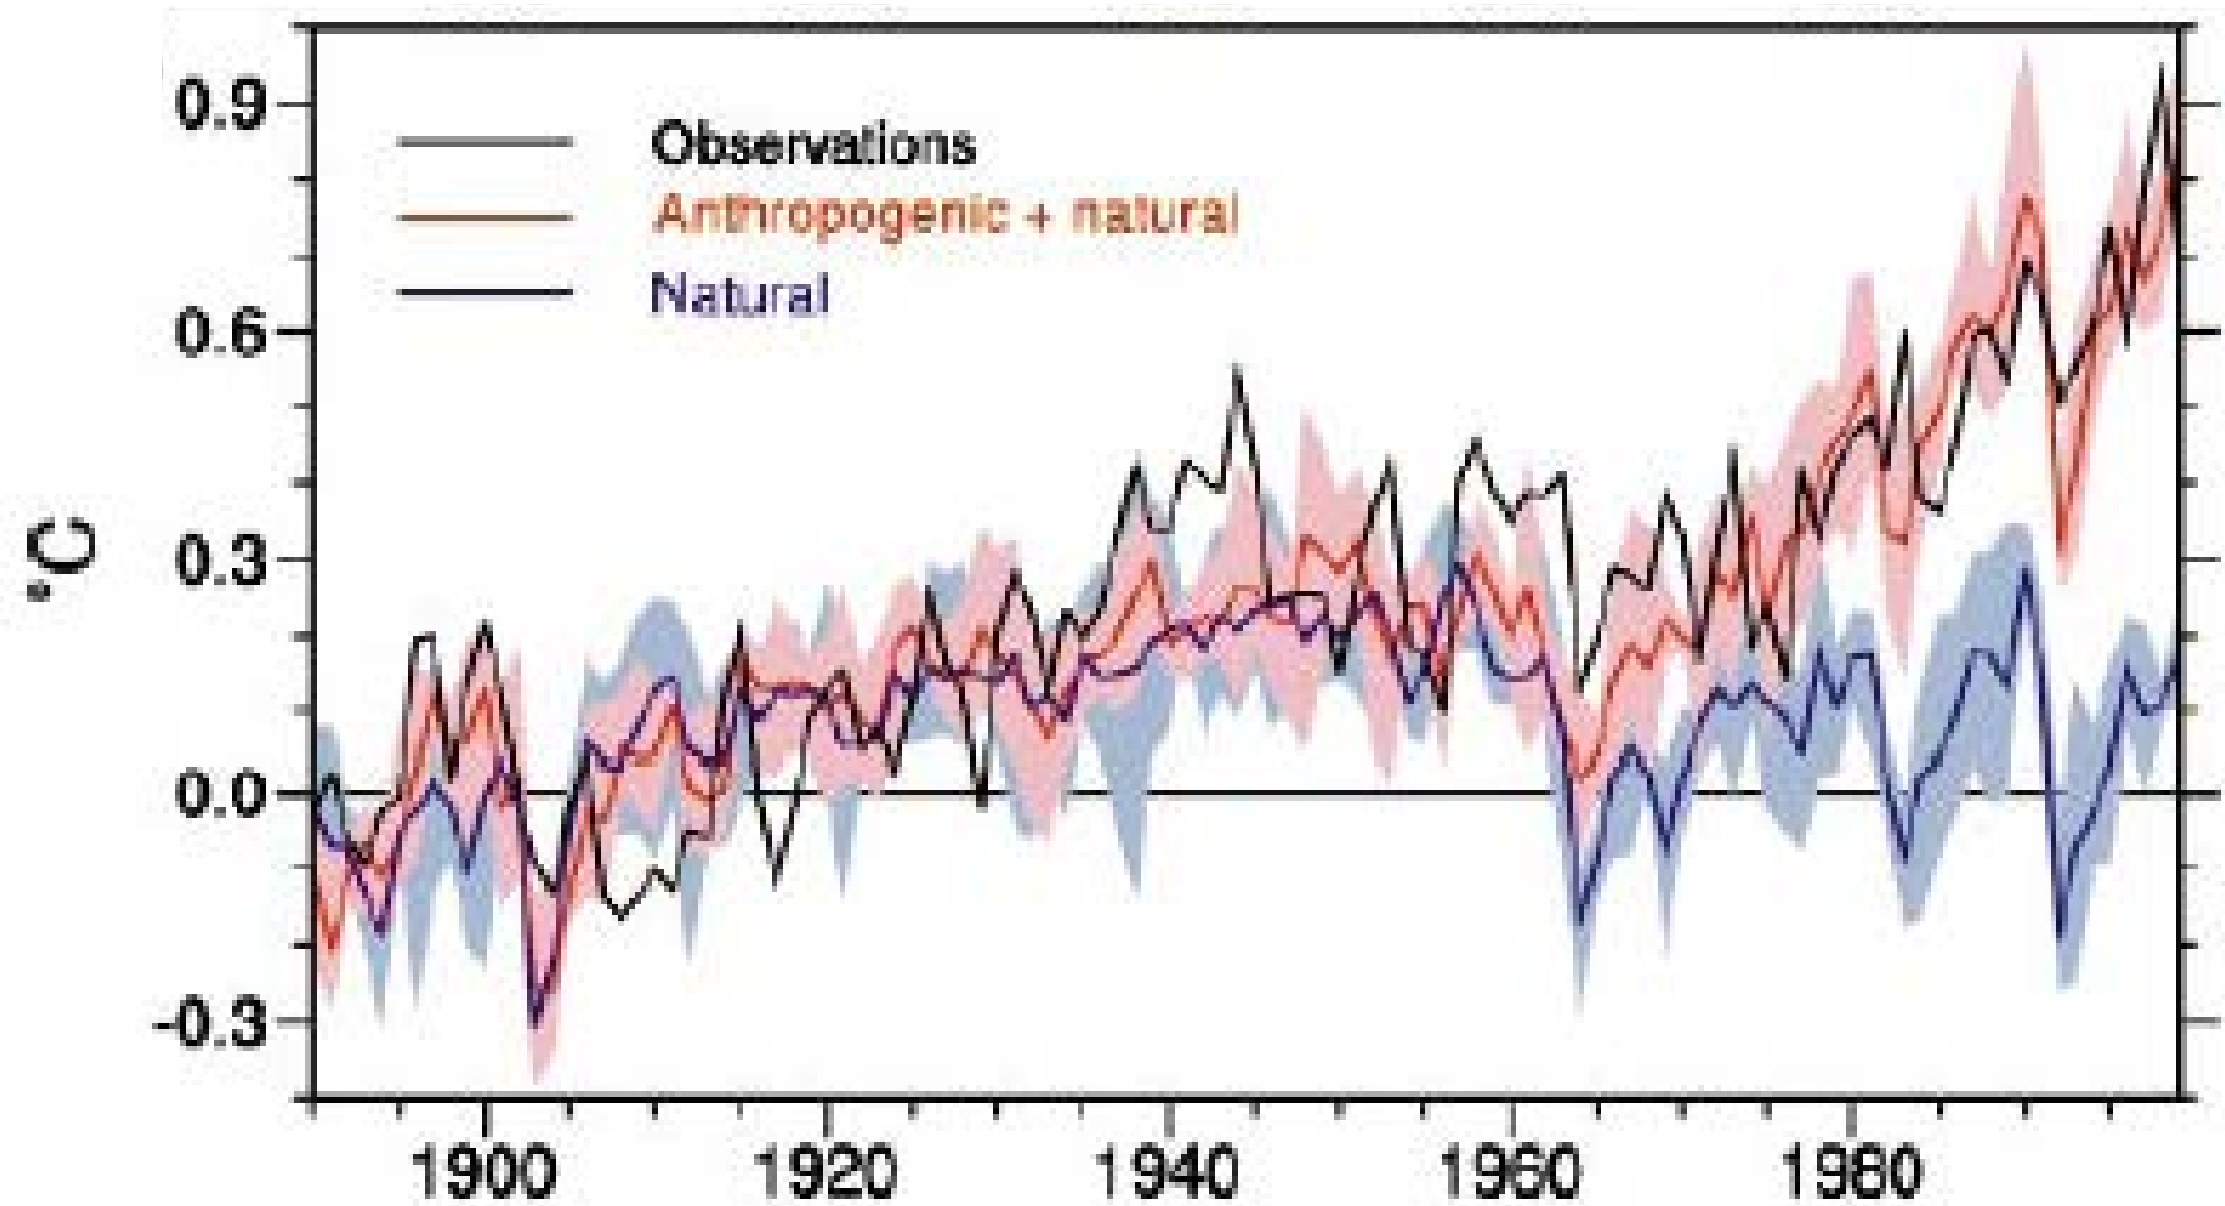 0.9
Observations
Anthropogenic + natural
Natural
0.6
°C
0.3
0.0
-0.3
1900 1920 1940 1960 1980